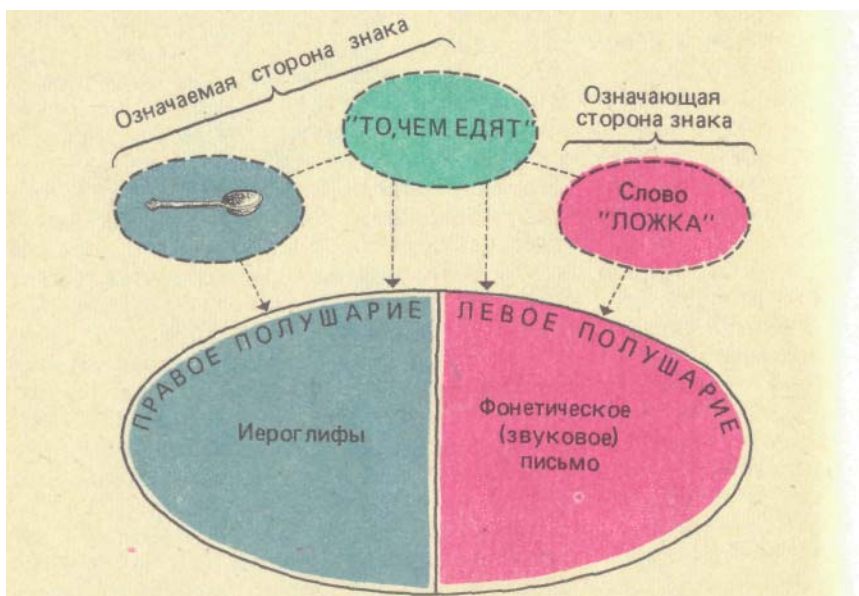 Означаемая сторона знака
"ТО, ЧЕМ ЕДЯТ"
Означающая
сторона знака
Слово
"ЛОЖКА"
ПРАВОЕ ПОЛУШАРИЕ
ЛЕВОЕ ПОЛУШАРИЕ
Иероглифы
Фонетическое
(звуковое)
письмо